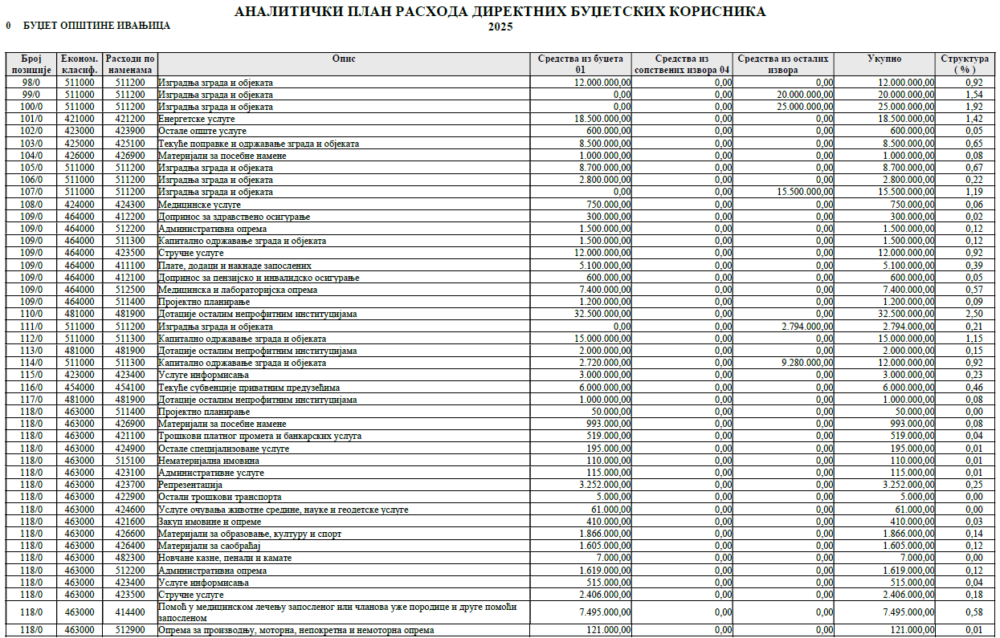 АНАЛИТИЧКИ ПЛАН РАСХОДА ДИРЕКТНИХ БУЏЕТСКИХ КОРИСНИКА
0 БУЏЕТ ОПШТИНЕ ИВАЊИЦА
2025
Број позиције Економ. класиф. Расходи по наменама Опис Средства из буџета 01 Средства из сопствених извора 04 Средства из осталих извора Укупно Структура ( % )
98/0 511000 511200 Изградња зграда и објеката 12.000.000,00 0,00 0,00 12.000.000,00 0,92
99/0 511000 511200 Изградња зграда и објеката 0,00 0,00 20.000.000,00 20.000.000,00 1,54
100/0 511000 511200 Изградња зграда и објеката 0,00 0,00 25.000.000,00 25.000.000,00 1,92
101/0 421000 421200 Енергетске услуге 18.500.000,00 0,00 0,00 18.500.000,00 1,42
102/0 423000 423900 Остале опште услуге 600.000,00 0,00 0,00 600.000,00 0,05
103/0 425000 425100 Текуће поправке и одржавање зграда и објеката 8.500.000,00 0,00 0,00 8.500.000,00 0,65
104/0 426000 426900 Материјали за посебне намене 1.000.000,00 0,00 0,00 1.000.000,00 0,08
105/0 511000 511200 Изградња зграда и објеката 8.700.000,00 0,00 0,00 8.700.000,00 0,67
106/0 511000 511200 Изградња зграда и објеката 2.800.000,00 0,00 0,00 2.800.000,00 0,22
107/0 511000 511200 Изградња зграда и објеката 0,00 0,00 15.500.000,00 15.500.000,00 1,19
108/0 424000 424300 Медицинске услуге 750.000,00 0,00 0,00 750.000,00 0,06
109/0 464000 412200 Допринос за здравствено осигурање 300.000,00 0,00 0,00 300.000,00 0,02
109/0 464000 512200 Административна опрема 1.500.000,00 0,00 0,00 1.500.000,00 0,12
109/0 464000 511300 Капитално одржавање зграда и објеката 1.500.000,00 0,00 0,00 1.500.000,00 0,12
109/0 464000 423500 Стручне услуге 12.000.000,00 0,00 0,00 12.000.000,00 0,92
109/0 464000 411100 Плате, додаци и накнаде запослених 5.100.000,00 0,00 0,00 5.100.000,00 0,39
109/0 464000 412100 Допринос за пензијско и инвалидско осигурање 600.000,00 0,00 0,00 600.000,00 0,05
109/0 464000 512500 Медицинска и лабораторијска опрема 7.400.000,00 0,00 0,00 7.400.000,00 0,57
109/0 464000 511400 Пројектно планирање 1.200.000,00 0,00 0,00 1.200.000,00 0,09
110/0 481000 481900 Дотације осталим непрофитним институцијама 32.500.000,00 0,00 0,00 32.500.000,00 2,50
111/0 511000 511200 Изградња зграда и објеката 0,00 0,00 2.794.000,00 2.794.000,00 0,21
112/0 511000 511300 Капитално одржавање зграда и објеката 15.000.000,00 0,00 0,00 15.000.000,00 1,15
113/0 481000 481900 Дотације осталим непрофитним институцијама 2.000.000,00 0,00 0,00 2.000.000,00 0,15
114/0 511000 511300 Капитално одржавање зграда и објеката 2.720.000,00 0,00 9.280.000,00 12.000.000,00 0,92
115/0 423000 423400 Услуге информисања 3.000.000,00 0,00 0,00 3.000.000,00 0,23
116/0 454000 454100 Текуће субвенције приватним предузећима 6.000.000,00 0,00 0,00 6.000.000,00 0,46
117/0 481000 481900 Дотације осталим непрофитним институцијама 1.000.000,00 0,00 0,00 1.000.000,00 0,08
118/0 463000 511400 Пројектно планирање 50.000,00 0,00 0,00 50.000,00 0,00
118/0 463000 426900 Материјали за посебне намене 993.000,00 0,00 0,00 993.000,00 0,08
118/0 463000 421100 Трошкови платног промета и банкарских услуга 519.000,00 0,00 0,00 519.000,00 0,04
118/0 463000 424900 Остале специјализоване услуге 195.000,00 0,00 0,00 195.000,00 0,01
118/0 463000 515100 Нематеријална имовина 110.000,00 0,00 0,00 110.000,00 0,01
118/0 463000 423100 Административне услуге 115.000,00 0,00 0,00 115.000,00 0,01
118/0 463000 423700 Репрезентација 3.252.000,00 0,00 0,00 3.252.000,00 0,25
118/0 463000 422900 Остали трошкови транспорта 5.000,00 0,00 0,00 5.000,00 0,00
118/0 463000 424600 Услуге очувања животне средине, науке и геодетске услуге 61.000,00 0,00 0,00 61.000,00 0,00
118/0 463000 421600 Закуп имовине и опреме 410.000,00 0,00 0,00 410.000,00 0,03
118/0 463000 426600 Материјали за образовање, културу и спорт 1.866.000,00 0,00 0,00 1.866.000,00 0,14
118/0 463000 426400 Материјали за саобраћај 1.605.000,00 0,00 0,00 1.605.000,00 0,12
118/0 463000 482300 Новчане казне, пенали и камате 7.000,00 0,00 0,00 7.000,00 0,00
118/0 463000 512200 Административна опрема 1.619.000,00 0,00 0,00 1.619.000,00 0,12
118/0 463000 423400 Услуге информисања 515.000,00 0,00 0,00 515.000,00 0,04
118/0 463000 423500 Стручне услуге 2.406.000,00 0,00 0,00 2.406.000,00 0,18
118/0 463000 414400 Помоћ у медицинском лечењу запосленог или чланова уже породице и друге помоћи запосленом 7.495.000,00 0,00 0,00 7.495.000,00 0,58
118/0 463000 512900 Опрема за производњу, моторна, непокретна и немоторна опрема 121.000,00 0,00 0,00 121.000,00 0,01